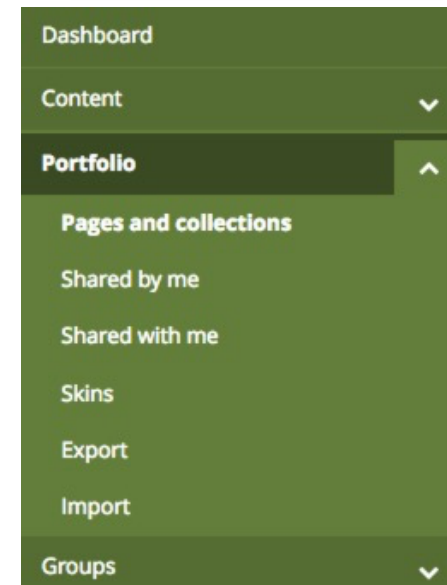 Dashboard
Content
Portfolio
Pages and collections
Shared by me
Shared with me
Skins
Export
Import
Groups